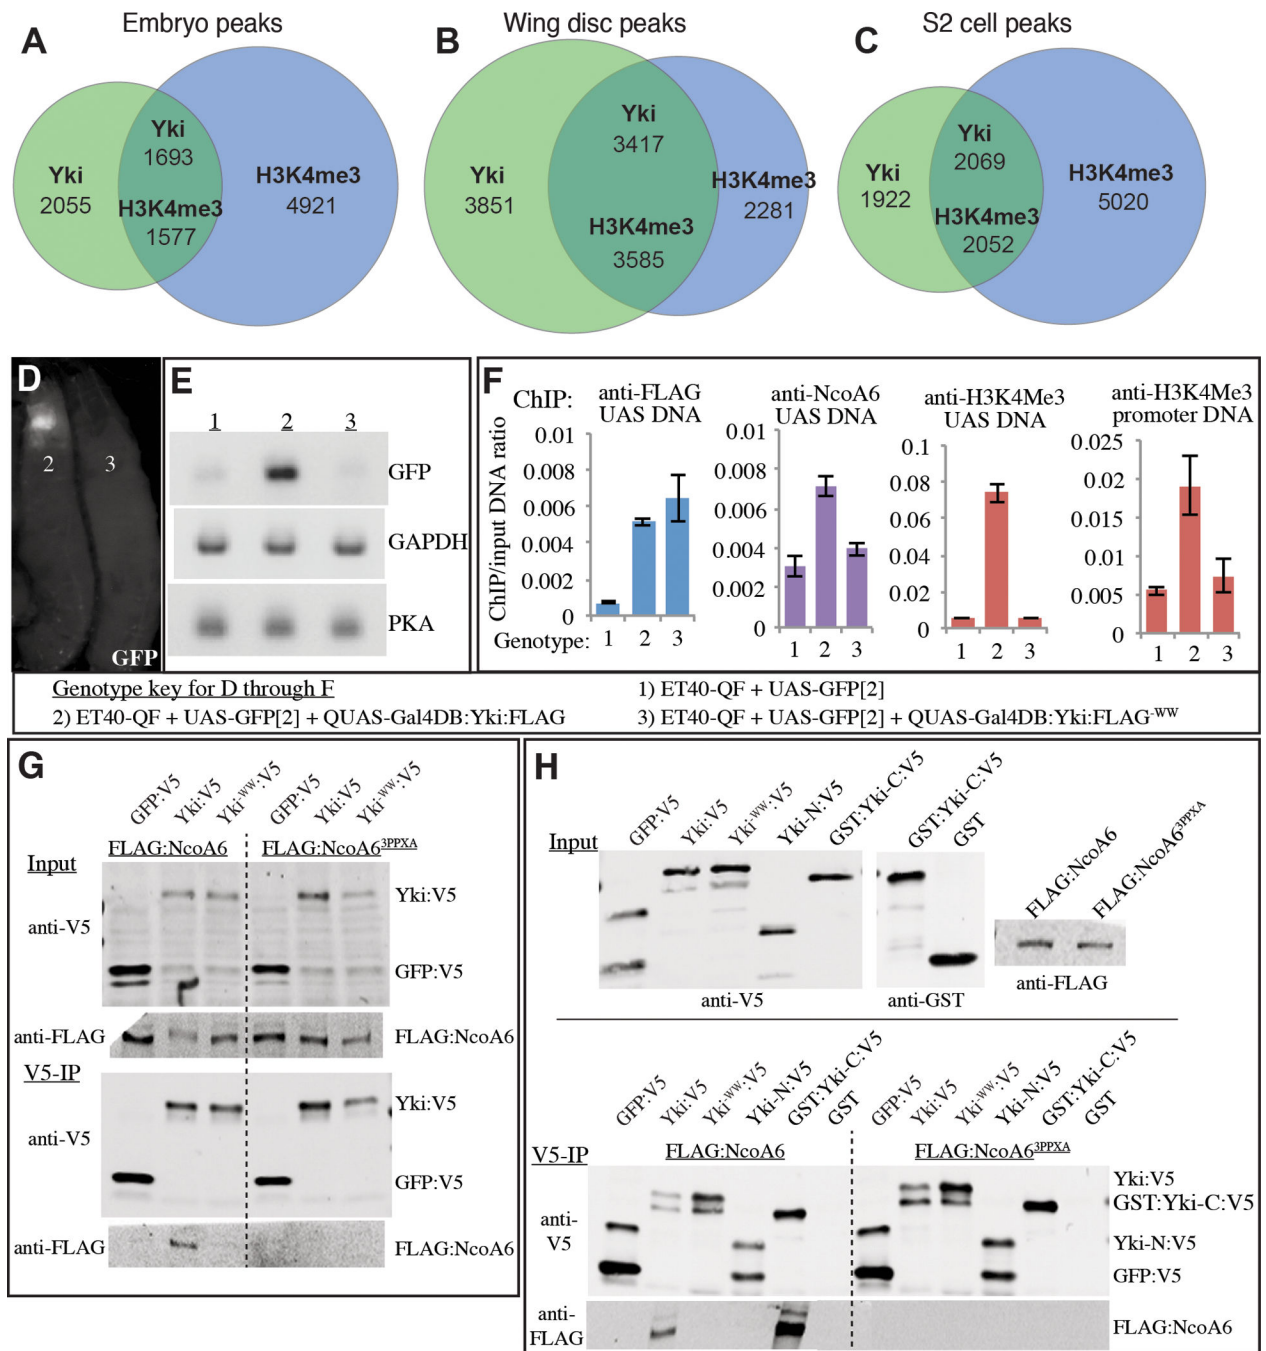 Embryo peaks
Wing disc peaks
S2 cell peaks
A
B
C
Yki
2055
Yki
1693
H3K4me3
1577
H3K4me3
4921
Yki
3851
Yki
3417
H3K4me3
3585
H3K4me3
2281
Yki
1922
Yki
2069
H3K4me3
2052
H3K4me3
5020
D
2
3
GFP
E
1 2 3
GFP
GAPDH
PKA
F
ChIP:
anti-FLAG
UAS DNA
anti-NcoA6
UAS DNA
anti-H3K4Me3
UAS DNA
anti-H3K4Me3
promoter DNA
ChIP/input DNA ratio
0.01
0.008
0.006
0.004
0.002
0
0.01
0.008
0.006
0.004
0.002
0
0.1
0.08
0.06
0.04
0.02
0
0.025
0.02
0.015
0.01
0.005
0
Genotype: 1 2 3
1 2 3
1 2 3
1 2 3
Genotype key for D through F
1) ET40-QF + UAS-GFP[2]
2) ET40-QF + UAS-GFP[2] + QUAS-Gal4DB:Yki:FLAG
3) ET40-QF + UAS-GFP[2] + QUAS-Gal4DB:Yki:FLAG-WW
G
GFP:V5
Yki:V5
Yki-WW:V5
GFP:V5
Yki:V5
Yki-WW:V5
Input
FLAG:NcoA6
FLAG:NcoA63PPXA
anti-V5
Yki:V5
GFP:V5
anti-FLAG
FLAG:NcoA6
V5-IP
anti-V5
Yki:V5
GFP:V5
anti-FLAG
FLAG:NcoA6
H
Input
GFP:V5
Yki:V5
Yki-WW:V5
Yki-N:V5
GST:Yki-C:V5
GST:Yki-C:V5
GST
FLAG:NcoA6
FLAG:NcoA63PPXA
anti-V5
anti-GST
anti-FLAG
GFP:V5
Yki:V5
Yki-WW:V5
Yki-N:V5
GST:Yki-C:V5
GST
GFP:V5
Yki:V5
Yki-WW:V5
Yki-N:V5
GST:Yki-C:V5
GST
V5-IP
FLAG:NcoA6
FLAG:NcoA63PPXA
anti-
V5
Yki:V5
GST:Yki-C:V5
Yki-N:V5
GFP:V5
anti-
FLAG
FLAG:NcoA6